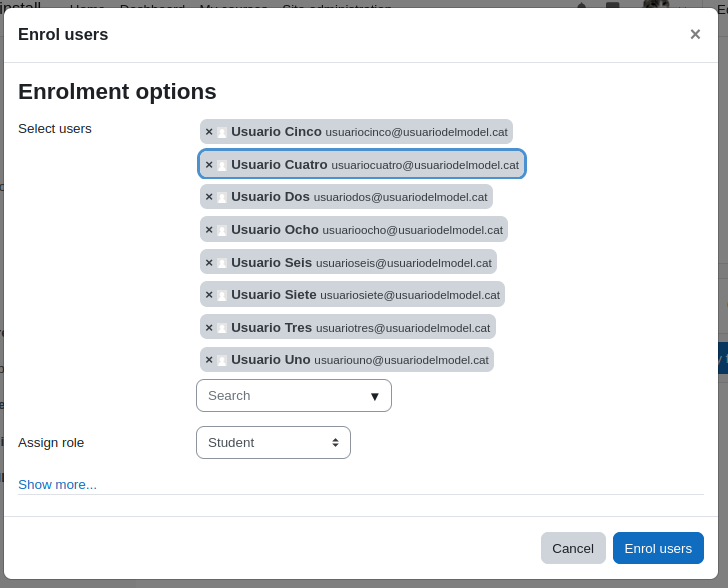 Enrol users ×
Enrolment options
Select users
× Usuario Cinco usuariocinco@usuariodelmodel.cat
× Usuario Cuatro usuariocuatro@usuariodelmodel.cat
× Usuario Dos usuariodos@usuariodelmodel.cat
× Usuario Ocho usuarioocho@usuariodelmodel.cat
× Usuario Seis usuarioseis@usuariodelmodel.cat
× Usuario Siete usuariosiete@usuariodelmodel.cat
× Usuario Tres usuariotres@usuariodelmodel.cat
× Usuario Uno usuariouno@usuariodelmodel.cat
Search ▼
Assign role Student
Show more...
Cancel Enrol users